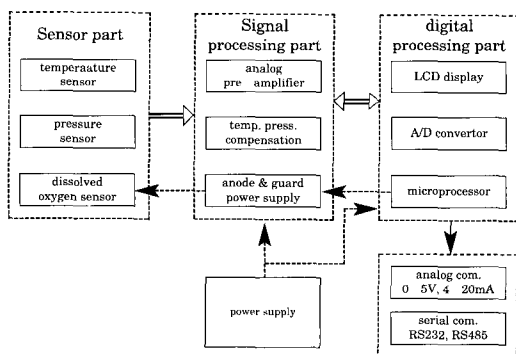 Sensor part
temperaature
sensor
pressure
sensor
dissolved
oxygen sensor
Signal
processing part
analog
pre amplifier
temp. press.
compensation
anode & guard
power supply
digital
processing part
LCD display
A/D convertor
microprocessor
power supply
analog com.
0 5V, 4 20mA
serial com.
RS232, RS485